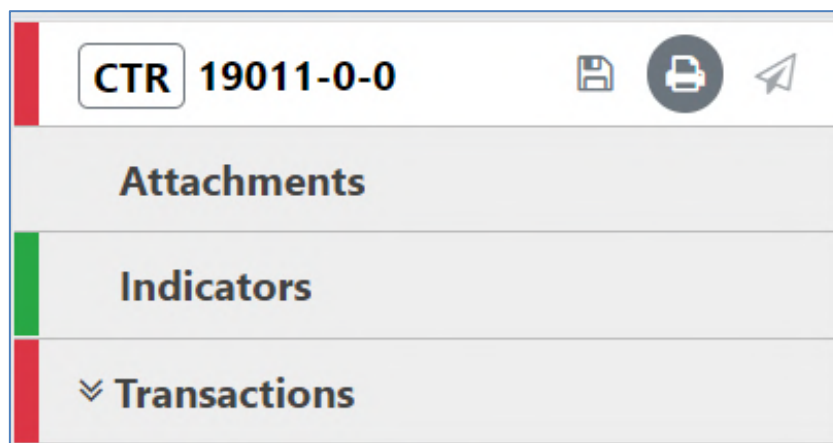 CTR 19011-0-0
Attachments
Indicators
Transactions